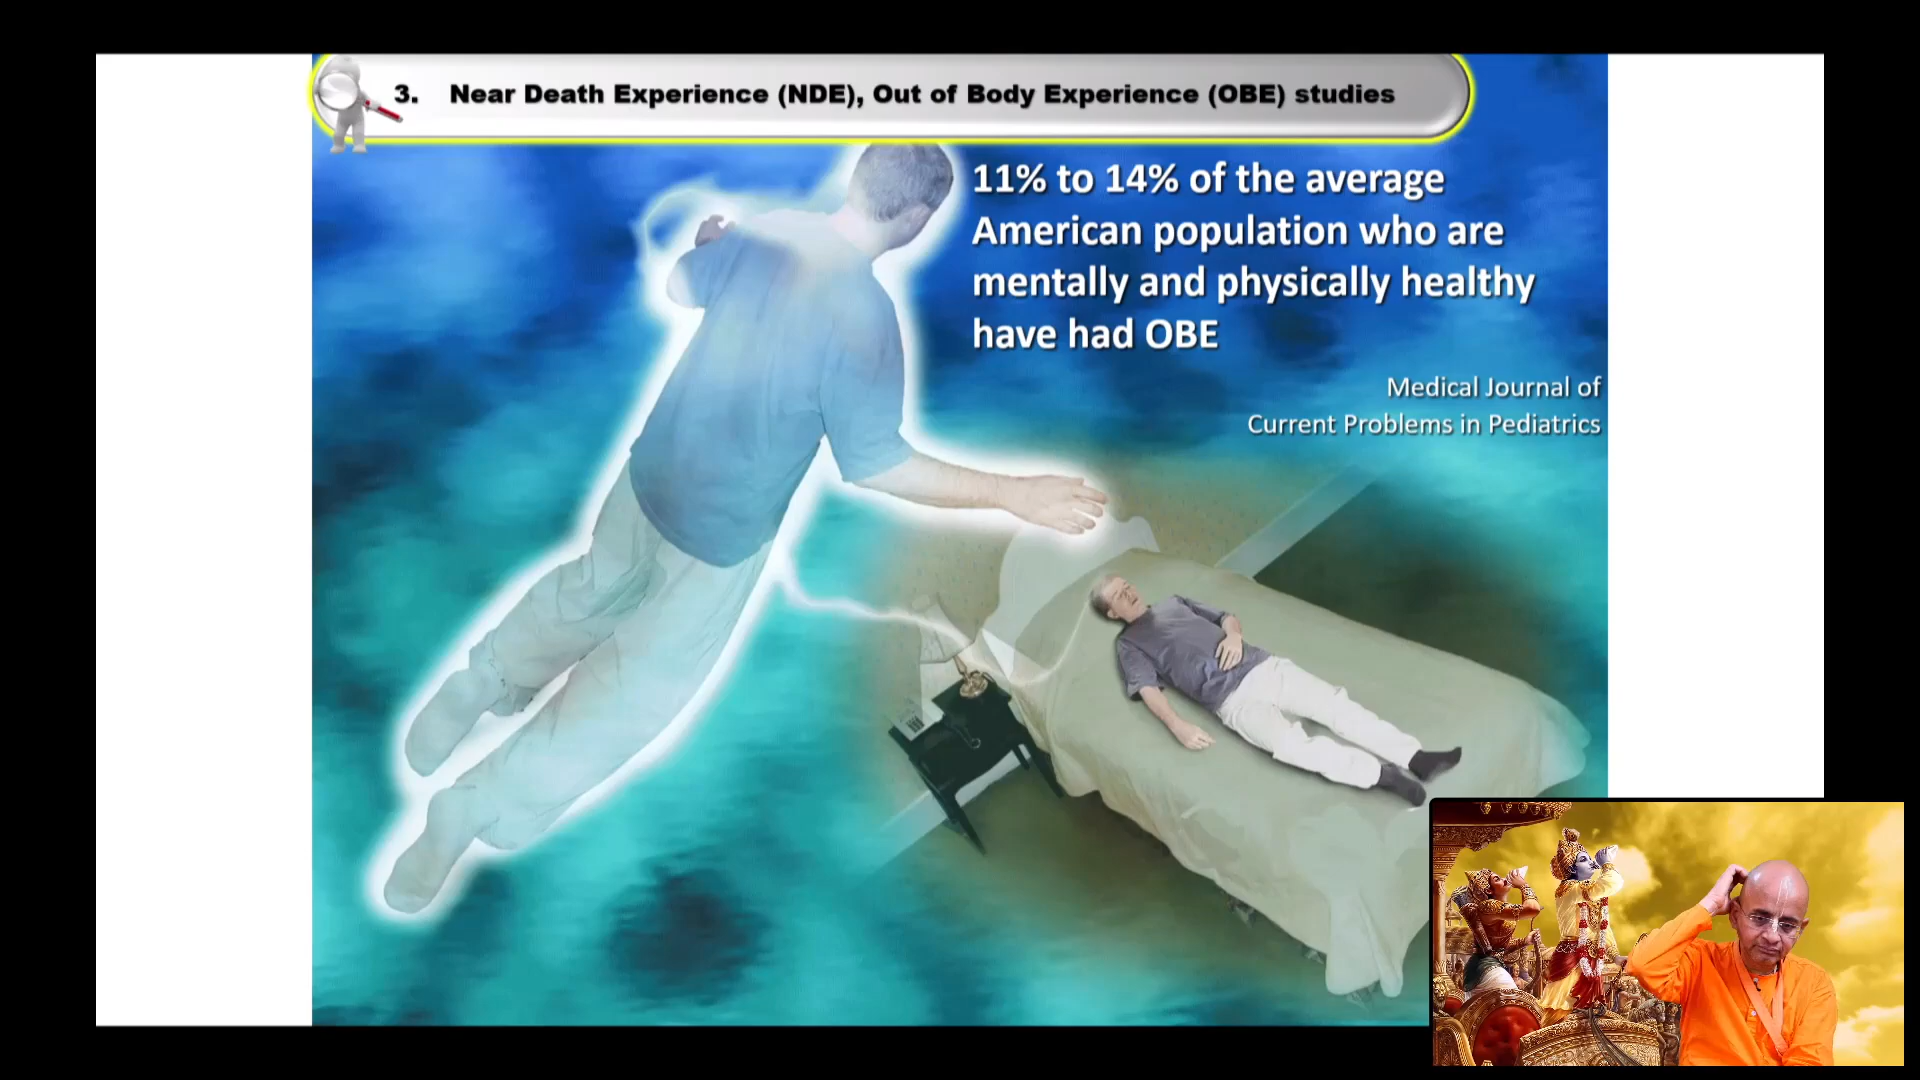 3. Near Death Experience (NDE), Out of Body Experience (OBE) studies
11% to 14% of the average
American population who are
mentally and physically healthy
have had OBE
Medical Journal of
Current Problems in Pediatrics